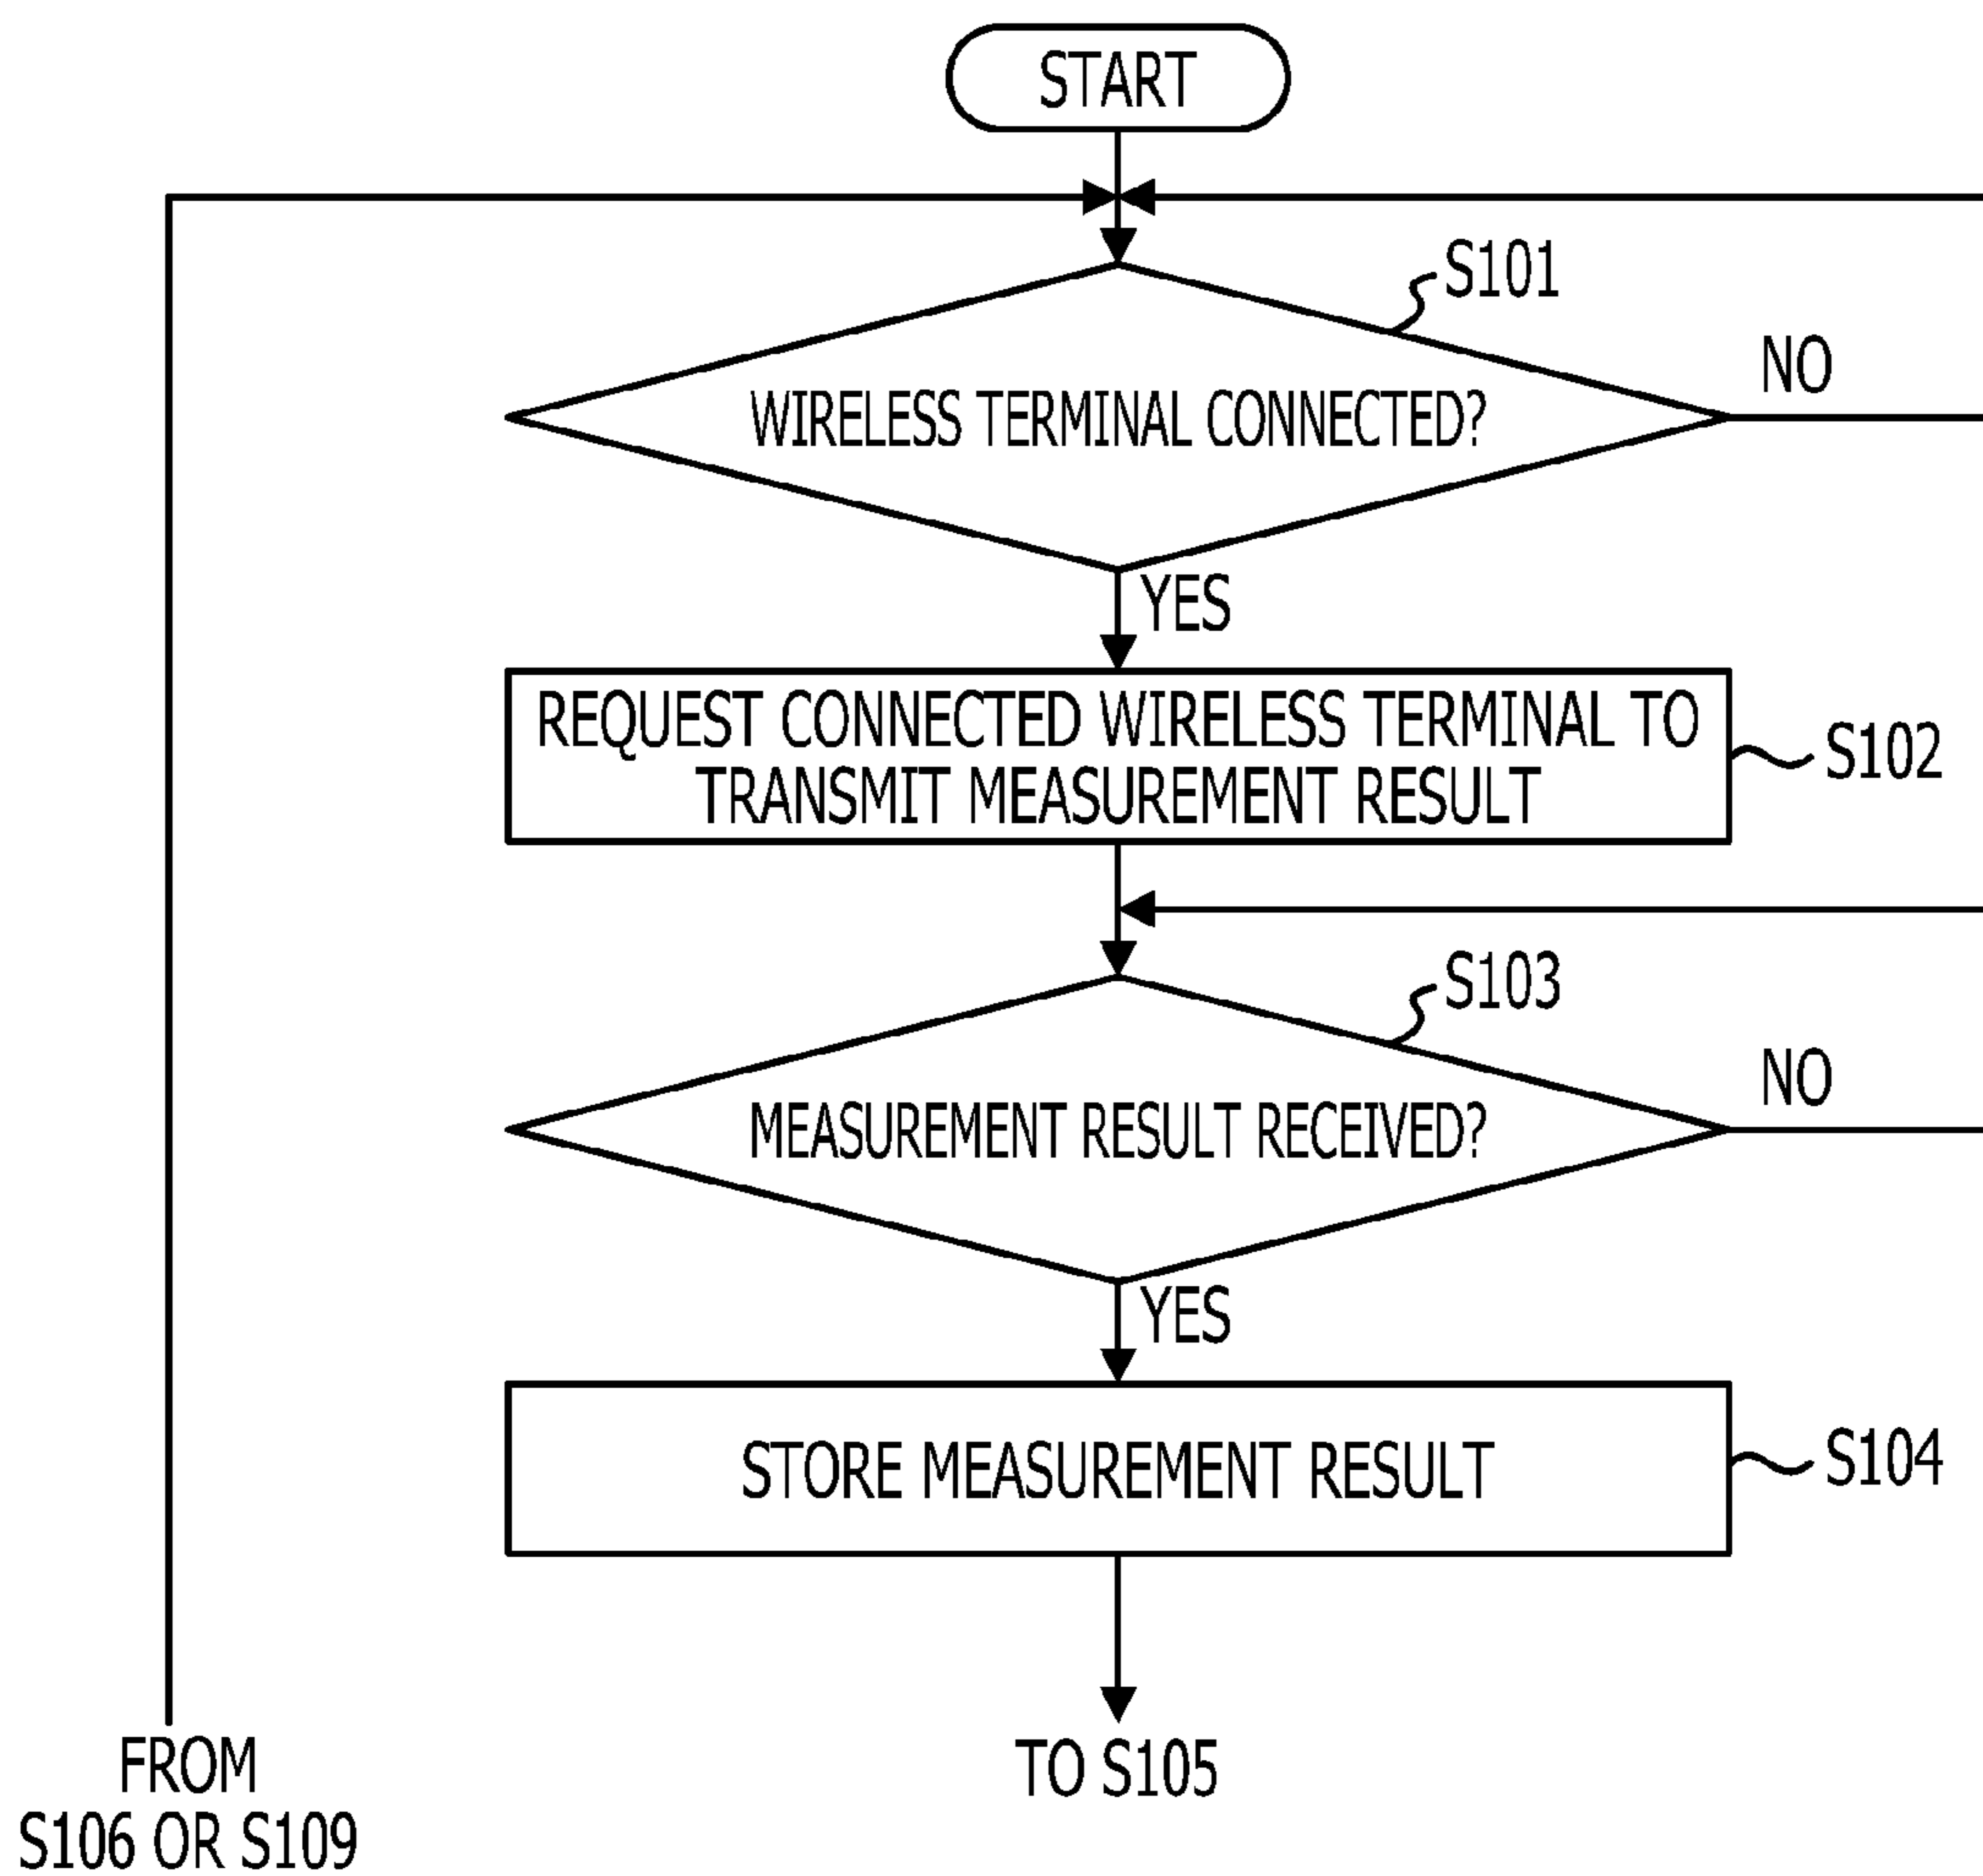 START
S101
WIRELESS TERMINAL CONNECTED?
NO
YES
REQUEST CONNECTED WIRELESS TERMINAL TO
TRANSMIT MEASUREMENT RESULT
S102
S103
MEASUREMENT RESULT RECEIVED?
NO
YES
STORE MEASUREMENT RESULT
S104
TO S105
FROM
S106 OR S109